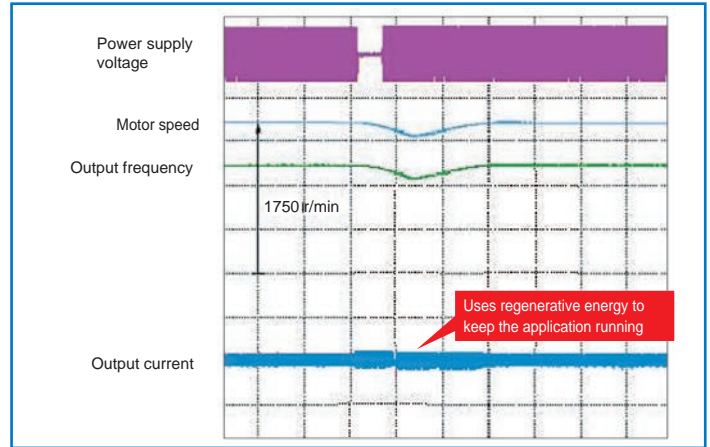 Power supply
voltage
Motor speed
Output frequency
1750 r/min
Uses regenerative energy to
keep the application running
Output current